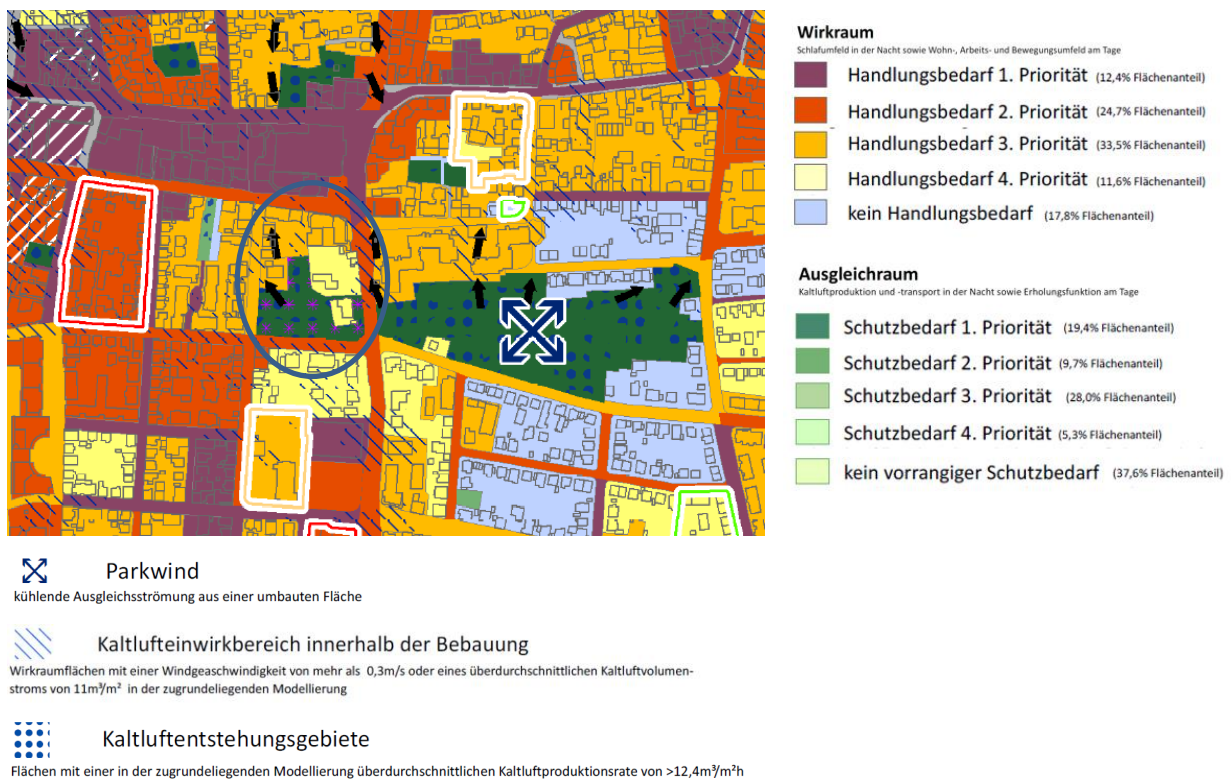 Wirkraum
Schlafumfeld in der Nacht sowie Wohn-, Arbeits- und Bewegungsumfeld am Tage
Handlungsbedarf 1. Priorität (12,4% Flächenanteil)
Handlungsbedarf 2. Priorität (24,7% Flächenanteil)
Handlungsbedarf 3. Priorität (33,5% Flächenanteil)
Handlungsbedarf 4. Priorität (11,6% Flächenanteil)
kein Handlungsbedarf (17,8% Flächenanteil)
Ausgleichraum
Kaltluftproduktion und -transport in der Nacht sowie Erholungsfunktion am Tage
Schutzbedarf 1. Priorität (19,4% Flächenanteil)
Schutzbedarf 2. Priorität (9,7% Flächenanteil)
Schutzbedarf 3. Priorität (28,0% Flächenanteil)
Schutzbedarf 4. Priorität (5,3% Flächenanteil)
kein vorrangiger Schutzbedarf (37,6% Flächenanteil)
Parkwind
kühlende Ausgleichsströmung aus einer umbauten Fläche
Kaltlufteinwirkbereich innerhalb der Bebauung
Wirkraumflächen mit einer Windgeaschwindigkeit von mehr als 0,3m/s oder eines überdurchschnittlichen Kaltluftvolumen-
stroms von 11m³/m² in der zugrundeliegenden Modellierung
Kaltluftentstehungsgebiete
Flächen mit einer in der zugrundeliegenden Modellierung überdurchschnittlichen Kaltluftproduktionsrate von >12,4m³/m²h